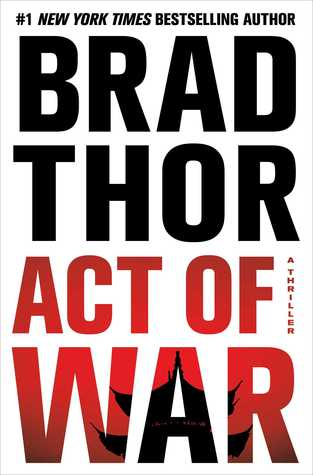 #1 NEW YORK TIMES BESTSELLING AUTHOR
BRAD
THOR
ACT OF
A THRILLER
WAR